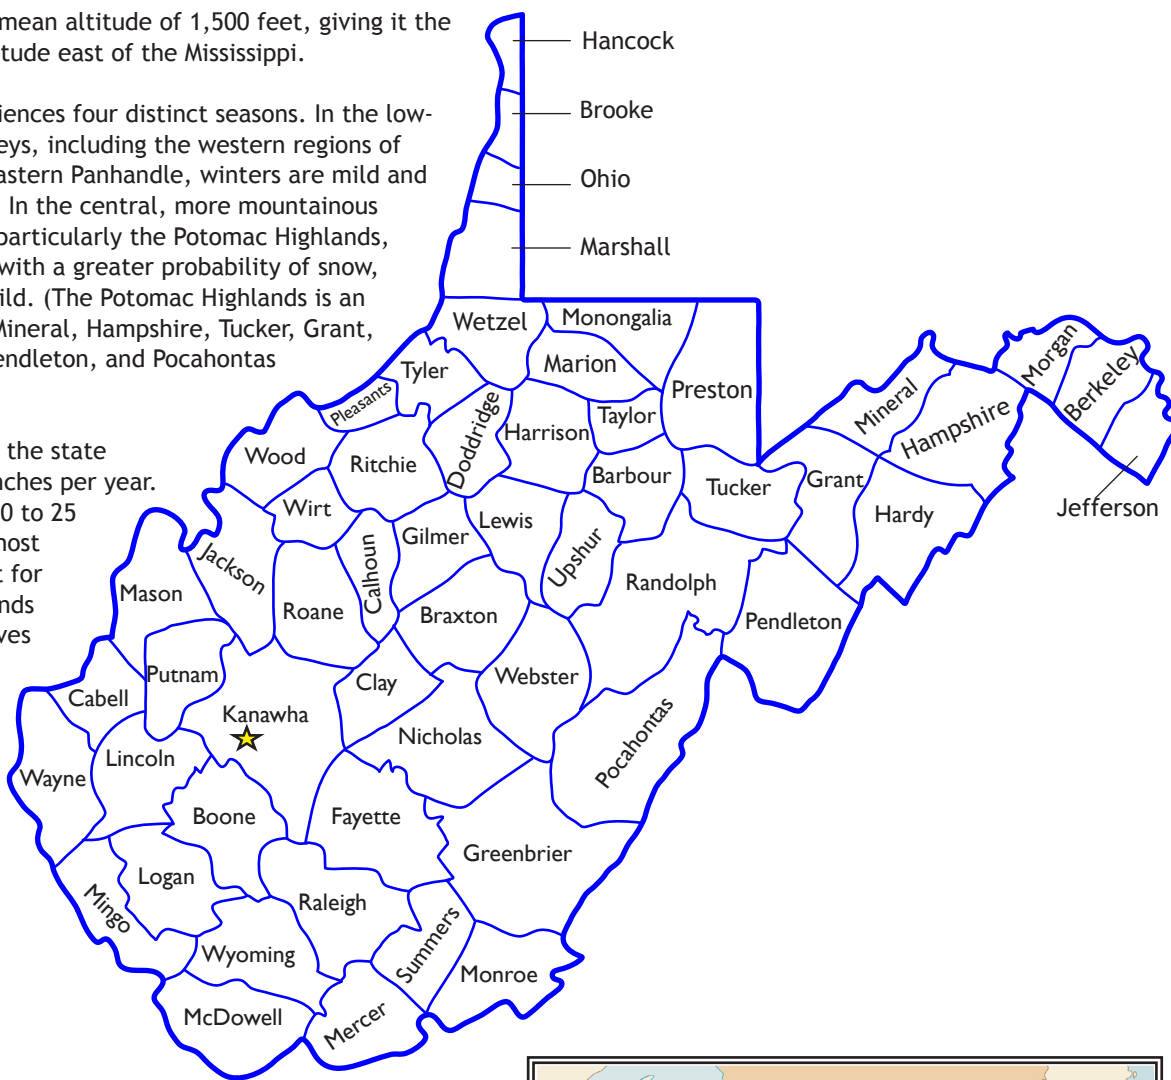 mean altitude of 1,500 feet, giving it the
tude east of the Mississippi.
iences four distinct seasons. In the low-
eys, including the western regions of
astern Panhandle, winters are mild and
In the central, more mountainous
particularly the Potomac Highlands,
with a greater probability of snow,
ild. (The Potomac Highlands is an
Mineral, Hampshire, Tucker, Grant,
endleton, and Pocahontas
the state
nches per year.
0 to 25
most
t for
nds
ves
Hancock
Brooke
Ohio
Marshall
Wetzel
Monongalia
Marion
Tyler
Pleasants
Preston
Doddridge
Harrison
Taylor
Mineral
Hampshire
Morgan
Berkeley
Jefferson
Wood
Ritchie
Barbour
Tucker
Grant
Hardy
Wirt
Gilmer
Lewis
Upshur
Jackson
Calhoun
Randolph
Mason
Roane
Braxton
Pendleton
Putnam
Clay
Webster
Cabell
Kanawha
Nicholas
Pocahontas
Lincoln
Wayne
Boone
Fayette
Greenbrier
Logan
Mingo
Raleigh
Summers
Wyoming
Monroe
McDowell
Mercer